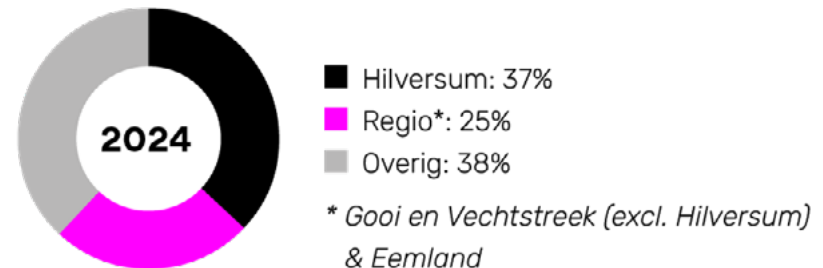 2024
Hilversum: 37%
Regio*: 25%
Overig: 38%
* Gooi en Vechtstreek (excl. Hilversum)
& Eemland